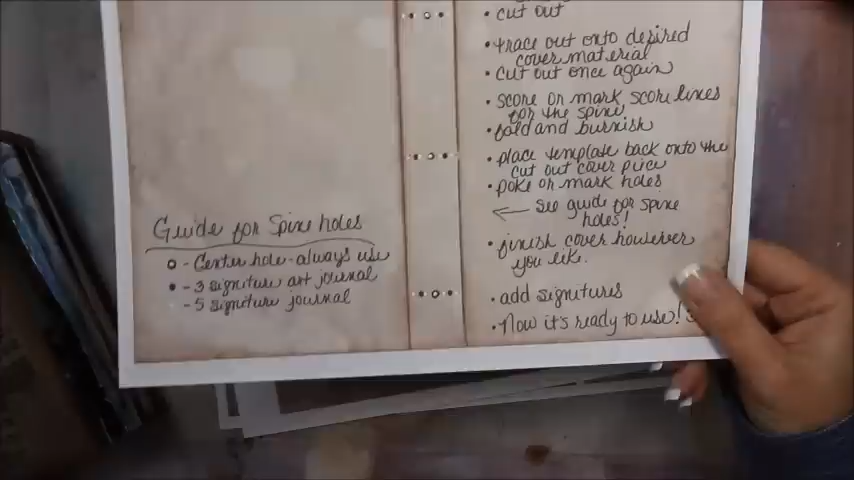 Guide for Spine holes
- Center hole - always use
- 3 signiture art journal
- 5 signiture journal
• cut out
• trace out onto desired
cover material
• cut out once again
• score or mark score lines
for the spine
• fold and burnish
• place template back onto the
cut out cover piece
• poke or mark holes
← see guide for spine
holes!
• finish cover however
you like.
• add signitures
• Now it's ready to use!